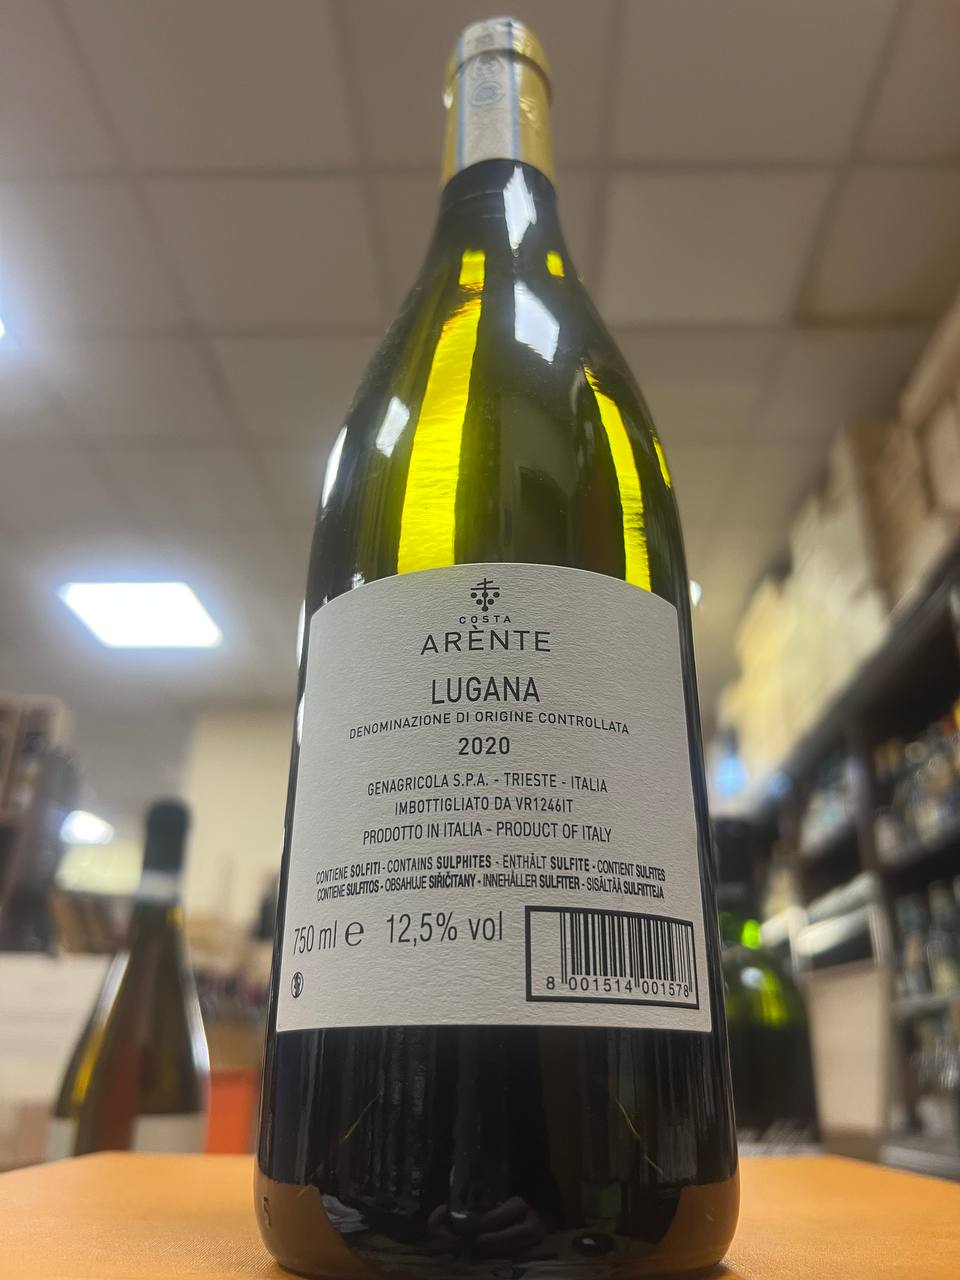 COSTA
ARÈNTE
LUGANA
DENOMINAZIONE DI ORIGINE CONTROLLATA
2020
GENAGRICOLA S.P.A. - TRIESTE - ITALIA
IMBOTTIGLIATO DA VR1246IT
PRODOTTO IN ITALIA - PRODUCT OF ITALY
CONTIENE SOLFITI - CONTAINS SULPHITES - ENTHÄLT SULFITE - CONTIENT SULFITES
CONTIENE SULFITOS - OBSAHUJE SIŘIČITANY - INNEHÅLLER SULFITER - SISÄLTÄÄ SULFIITTEJA
750 ml ℮ 12,5% vol
8 001514 001578